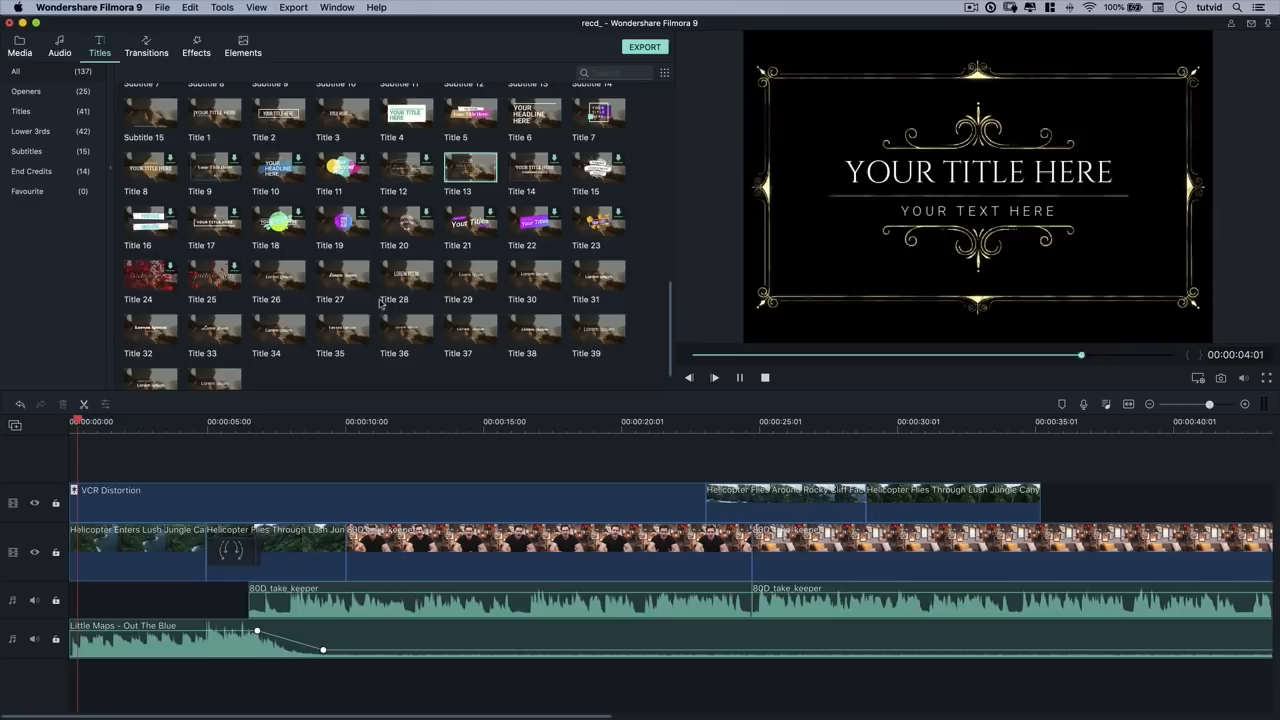 Wondershare Filmora 9 File Edit Tools View Export Window Help 100% tutvid
recd_ - Wondershare Filmora 9
Media Audio Titles Transitions Effects Elements EXPORT
All (137)
Openers (25)
Titles (41)
Lower 3rds (42)
Subtitles (15)
End Credits (14)
Favourite (0)
Search
Subtitle 7 Subtitle 8 Subtitle 9 Subtitle 10 Subtitle 11 Subtitle 12 Subtitle 13 Subtitle 14
Subtitle 15 Title 1 Title 2 Title 3 Title 4 Title 5 Title 6 Title 7
Title 8 Title 9 Title 10 Title 11 Title 12 Title 13 Title 14 Title 15
Title 16 Title 17 Title 18 Title 19 Title 20 Title 21 Title 22 Title 23
Title 24 Title 25 Title 26 Title 27 Title 28 Title 29 Title 30 Title 31
Title 32 Title 33 Title 34 Title 35 Title 36 Title 37 Title 38 Title 39
YOUR TITLE HERE
YOUR TEXT HERE
00:00:04:01
00:00:00:00 00:00:05:00 00:00:10:00 00:00:15:00 00:00:20:01 00:00:25:01 00:00:30:01 00:00:35:01 00:00:40:01
VCR Distortion Helicopter Flies Around Rocky Cliff Fac Helicopter Flies Through Lush Jungle Cany
Helicopter Enters Lush Jungle Ca Helicopter Flies Through Lush Jun 80D_take_keeper 80D_take_keeper
80D_take_keeper 80D_take_keeper
Little Maps - Out The Blue